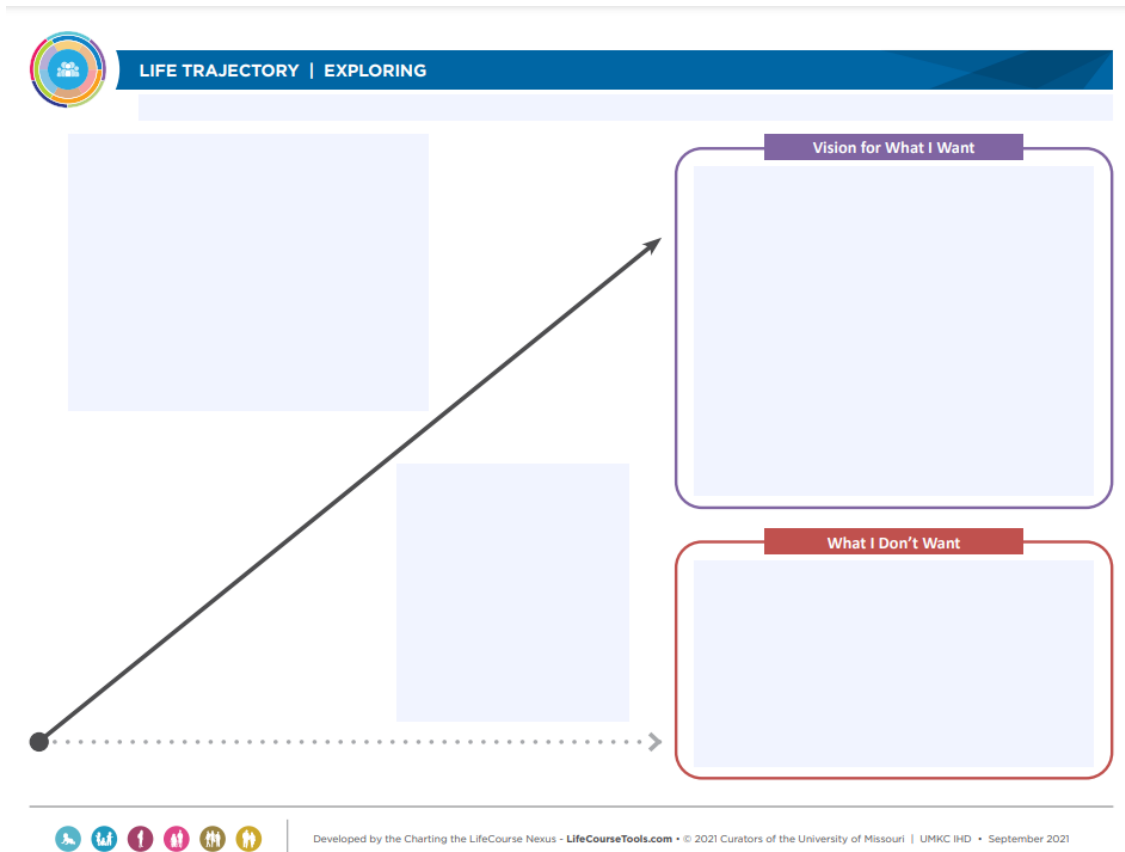 LIFE TRAJECTORY | EXPLORING
Vision for What I Want
What I Don't Want
Developed by the Charting the LifeCourse Nexus - LifeCourseTools.com • © 2021 Curators of the University of Missouri | UMKC IHD • September 2021